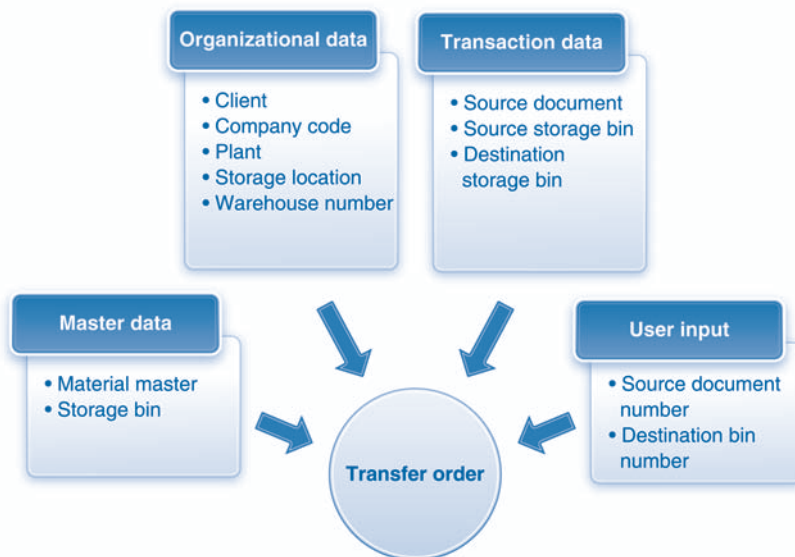 Organizational data
• Client
• Company code
• Plant
• Storage location
• Warehouse number
Transaction data
• Source document
• Source storage bin
• Destination
storage bin
Master data
• Material master
• Storage bin
User input
• Source document
number
• Destination bin
number
Transfer order